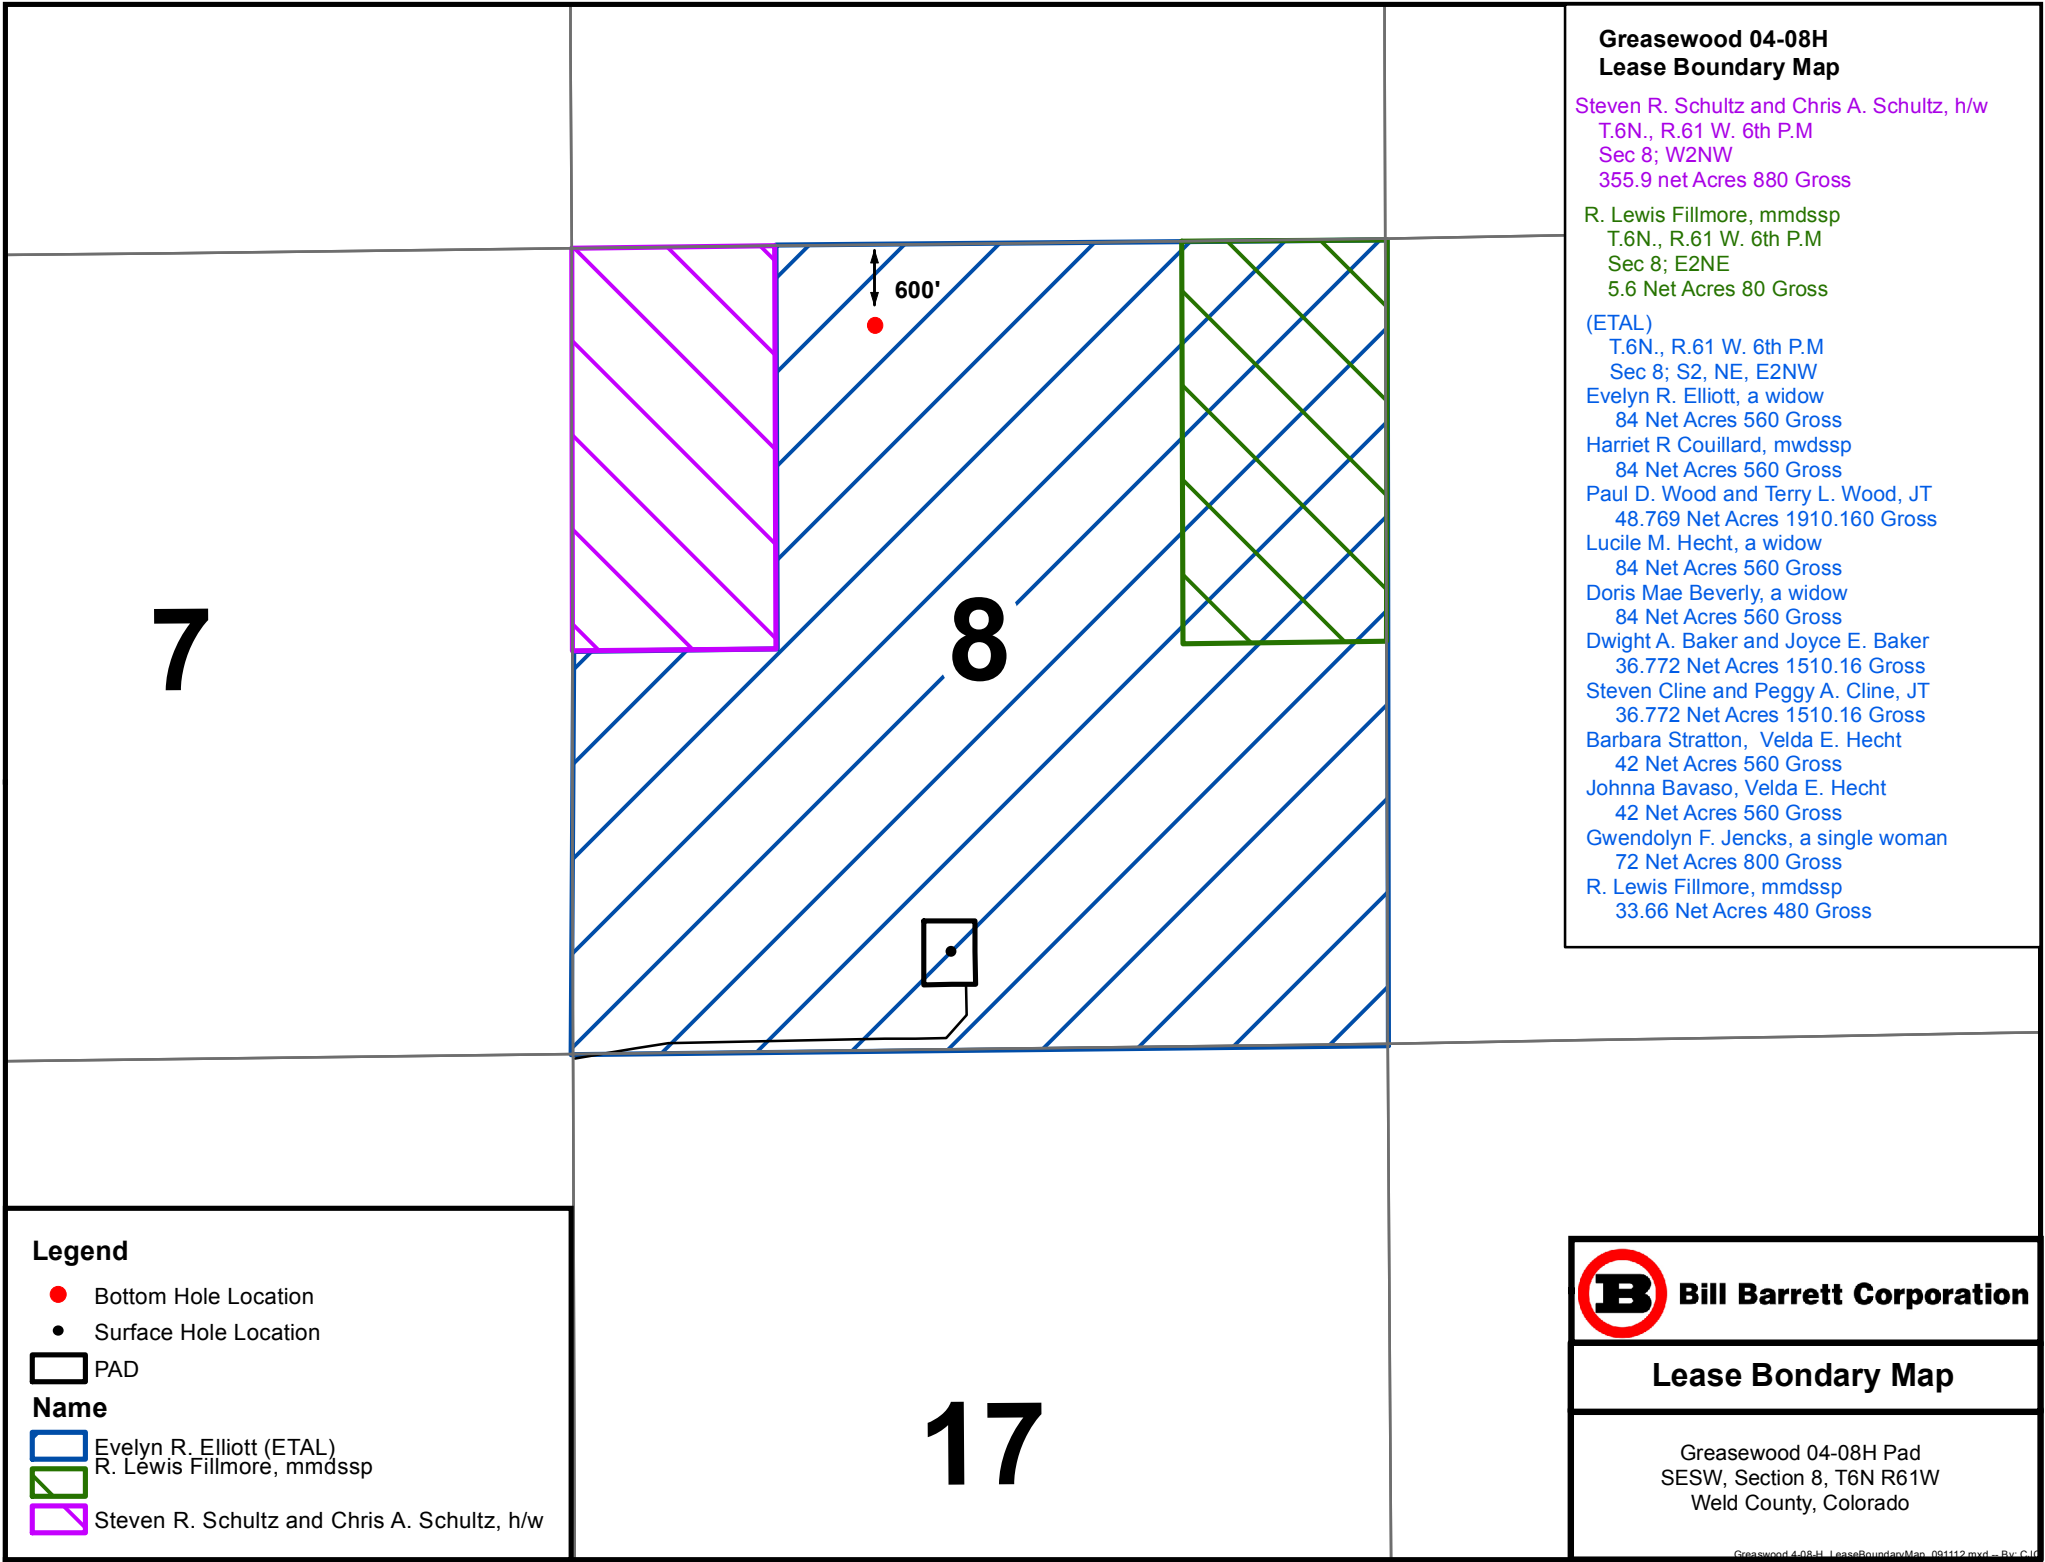 Greasewood 04-08H
Lease Boundary Map
Steven R. Schultz and Chris A. Schultz, h/w
T.6N., R.61 W. 6th P.M
Sec 8; W2NW
355.9 net Acres 880 Gross
R. Lewis Fillmore, mmdssp
T.6N., R.61 W. 6th P.M
Sec 8; E2NE
5.6 Net Acres 80 Gross
(ETAL)
T.6N., R.61 W. 6th P.M
Sec 8; S2, NE, E2NW
Evelyn R. Elliott, a widow
84 Net Acres 560 Gross
Harriet R Couillard, mwdssp
84 Net Acres 560 Gross
Paul D. Wood and Terry L. Wood, JT
48.769 Net Acres 1910.160 Gross
Lucile M. Hecht, a widow
84 Net Acres 560 Gross
Doris Mae Beverly, a widow
84 Net Acres 560 Gross
Dwight A. Baker and Joyce E. Baker
36.772 Net Acres 1510.16 Gross
Steven Cline and Peggy A. Cline, JT
36.772 Net Acres 1510.16 Gross
Barbara Stratton, Velda E. Hecht
42 Net Acres 560 Gross
Johnna Bavaso, Velda E. Hecht
42 Net Acres 560 Gross
Gwendolyn F. Jencks, a single woman
72 Net Acres 800 Gross
R. Lewis Fillmore, mmdssp
33.66 Net Acres 480 Gross
600'
7
8
17
Legend
Bottom Hole Location
Surface Hole Location
PAD
Name
Evelyn R. Elliott (ETAL)
R. Lewis Fillmore, mmdssp
Steven R. Schultz and Chris A. Schultz, h/w
B Bill Barrett Corporation
Lease Bondary Map
Greasewood 04-08H Pad
SESW, Section 8, T6N R61W
Weld County, Colorado
Greaswood 4-08-H_LeaseBoundaryMap_091112.mxd -- By: